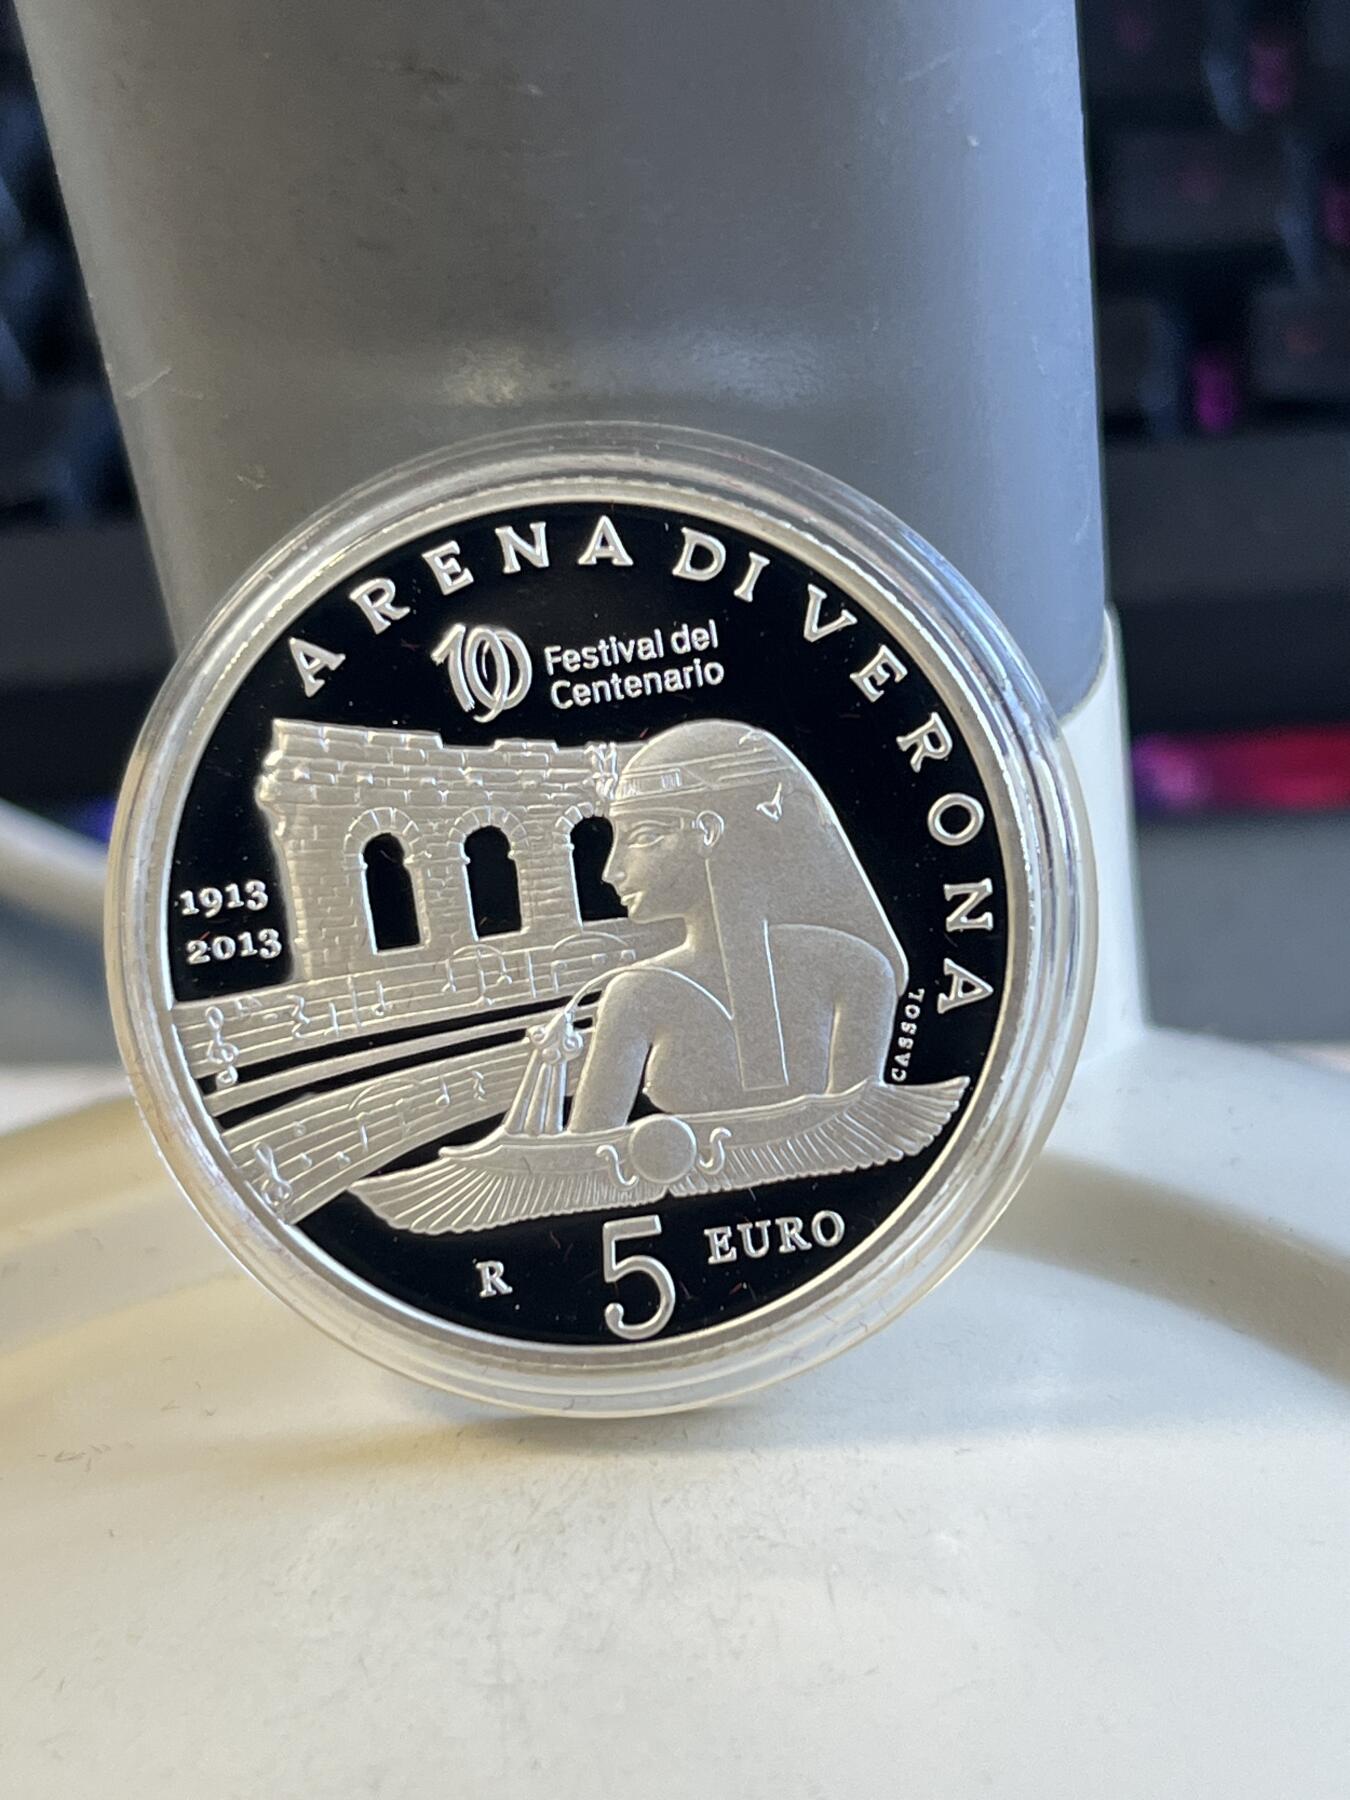 ARENA DI VERONA
100 Festival del
Centenario
1913
2013
CASSOL
R 5 EURO